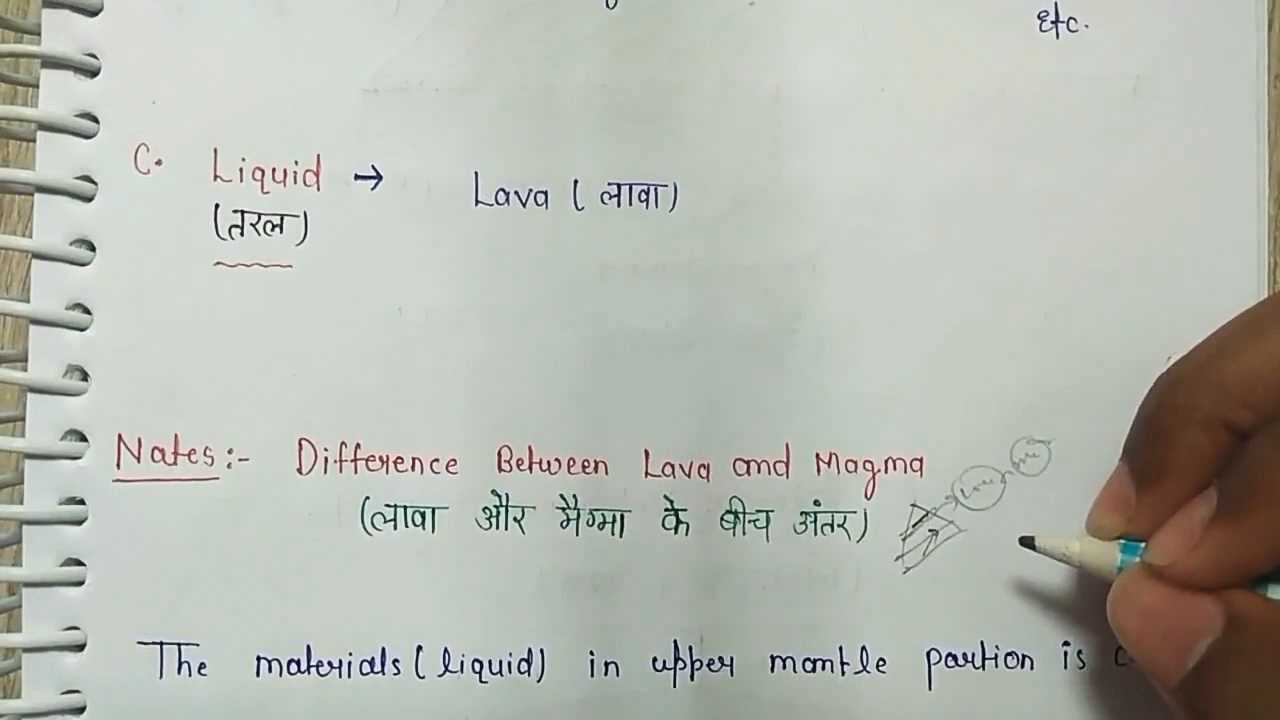 Etc.
C. Liquid → Lava ( लावा )
(तरल)
Nates :- Difference Between Lava and Magma
(लावा और मैग्मा के बीच अंतर)
The materials ( liquid ) in upper mantle partion is